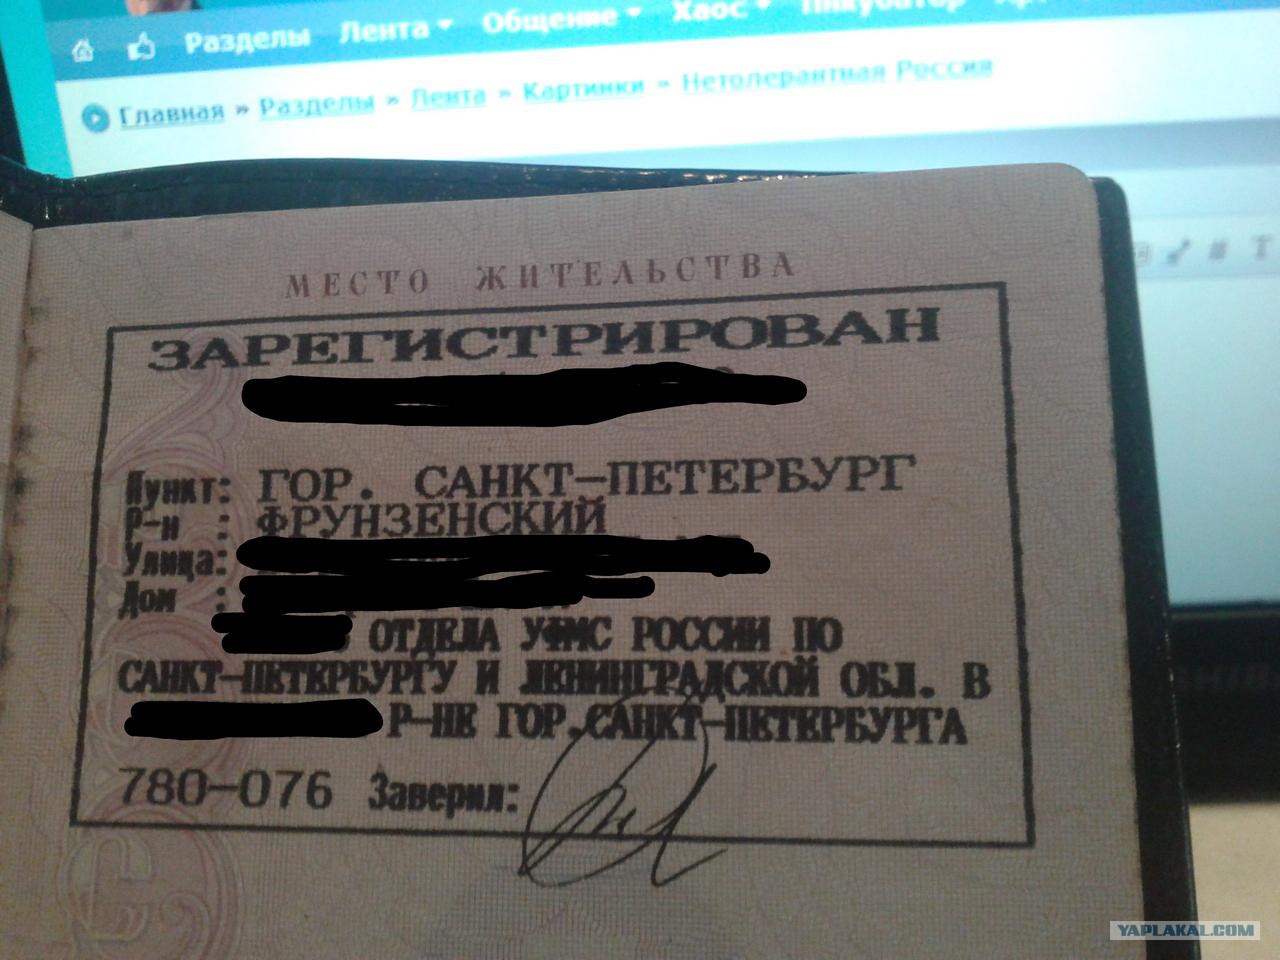 Разделы Лента Общение Хаос Инкубатор
Главная » Разделы » Лента » Картинки » Нетолерантная Россия
МЕСТО ЖИТЕЛЬСТВА
ЗАРЕГИСТРИРОВАН
Пункт: ГОР. САНКТ-ПЕТЕРБУРГ
Р-н : ФРУНЗЕНСКИЙ
Улица:
Дом :
ОТДЕЛА УФМС РОССИИ ПО
САНКТ-ПЕТЕРБУРГУ И ЛЕНИНГРАДСКОЙ ОБЛ. В
Р-НЕ ГОР.САНКТ-ПЕТЕРБУРГА
780-076 Заверил:
YAPLAKAL.COM